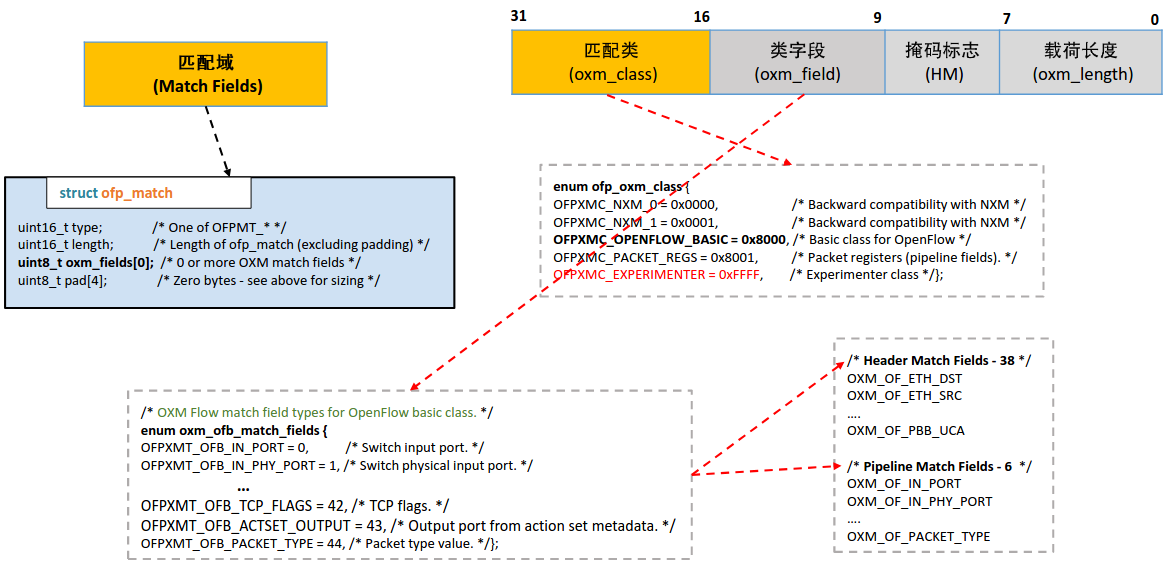 31 16 9 7 0
匹配域
(Match Fields)
匹配类
(oxm_class)
类字段
(oxm_field)
掩码标志
(HM)
载荷长度
(oxm_length)
struct ofp_match
uint16_t type; /* One of OFPMT_* */
uint16_t length; /* Length of ofp_match (excluding padding) */
uint8_t oxm_fields[0]; /* 0 or more OXM match fields */
uint8_t pad[4]; /* Zero bytes - see above for sizing */
enum ofp_oxm_class {
OFPXMC_NXM_0 = 0x0000, /* Backward compatibility with NXM */
OFPXMC_NXM_1 = 0x0001, /* Backward compatibility with NXM */
OFPXMC_OPENFLOW_BASIC = 0x8000, /* Basic class for OpenFlow */
OFPXMC_PACKET_REGS = 0x8001, /* Packet registers (pipeline fields). */
OFPXMC_EXPERIMENTER = 0xFFFF, /* Experimenter class */};
/* OXM Flow match field types for OpenFlow basic class. */
enum oxm_ofb_match_fields {
OFPXMT_OFB_IN_PORT = 0, /* Switch input port. */
OFPXMT_OFB_IN_PHY_PORT = 1, /* Switch physical input port. */
...
OFPXMT_OFB_TCP_FLAGS = 42, /* TCP flags. */
OFPXMT_OFB_ACTSET_OUTPUT = 43, /* Output port from action set metadata. */
OFPXMT_OFB_PACKET_TYPE = 44, /* Packet type value. */};
/* Header Match Fields - 38 */
OXM_OF_ETH_DST
OXM_OF_ETH_SRC
....
OXM_OF_PBB_UCA
/* Pipeline Match Fields - 6 */
OXM_OF_IN_PORT
OXM_OF_IN_PHY_PORT
....
OXM_OF_PACKET_TYPE